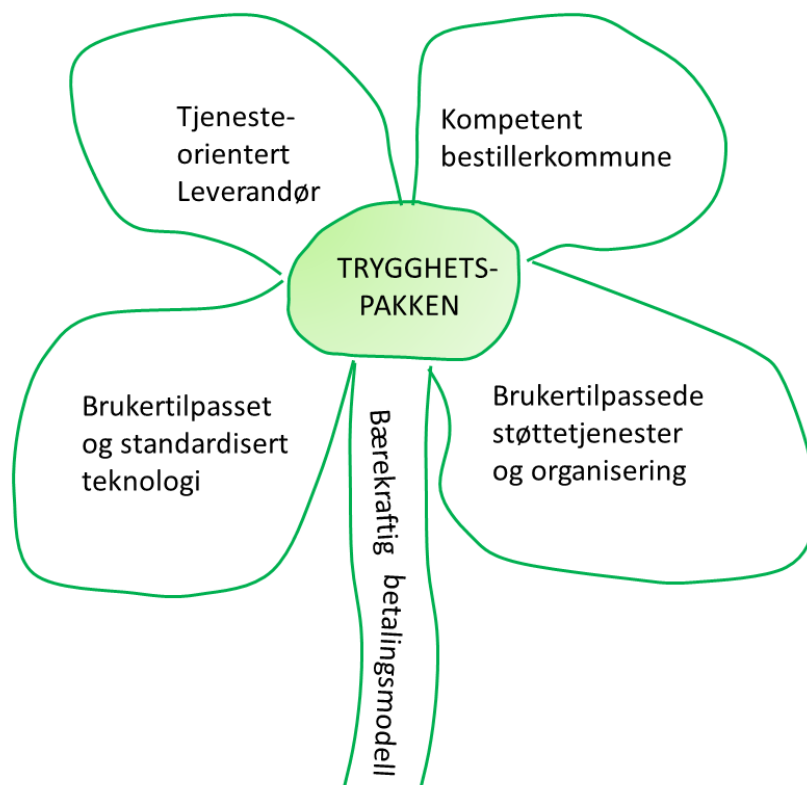 Tjeneste-
orientert
Leverandør
Kompetent
bestillerkommune
TRYGGHETS-
PAKKEN
Brukertilpasset
og standardisert
teknologi
Brukertilpassede
støttetjenester
og organisering
Bærekraftig betalingsmodell